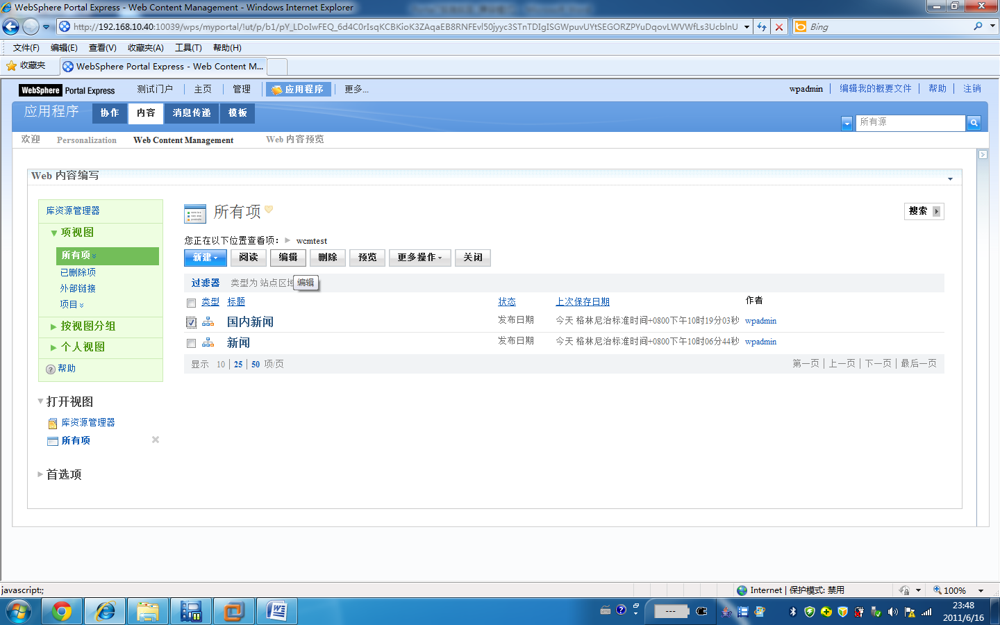 WebSphere Portal Express - Web Content Management - Windows Internet Explorer
http://192.168.10.40:10039/wps/myportal/!ut/p/b1/pY_LDoIwFEQ_6d4C0rIsqKCBKioK3ZAqaEB8RNFEvl50jyyc3STnTDIgISGWpuvUYtSEGORZPYuDqovLWVWfLs3UcblnU
Bing
文件(F) 编辑(E) 查看(V) 收藏夹(A) 工具(T) 帮助(H)
收藏夹 WebSphere Portal Express - Web Content M...
WebSphere Portal Express 测试门户 主页 管理 应用程序 更多... wpadmin 编辑我的概要文件 帮助 注销
应用程序 协作 内容 消息传递 模板
所有源
欢迎 Personalization Web Content Management Web 内容预览
Web 内容编写
库资源管理器
项视图
所有项
已删除项
外部链接
项目
按视图分组
个人视图
帮助
打开视图
库资源管理器
所有项
首选项
所有项
搜索
您正在以下位置查看项: wcmtest
新建 阅读 编辑 删除 预览 更多操作 关闭
过滤器 类型为 站点区域
编辑
类型 标题 状态 上次保存日期 作者
国内新闻 发布日期 今天 格林尼治标准时间+0800下午10时19分03秒 wpadmin
新闻 发布日期 今天 格林尼治标准时间+0800下午10时06分44秒 wpadmin
显示 10 | 25 | 50 项/页 第一页 | 上一页 | 下一页 | 最后一页
javascript:; Internet | 保护模式: 禁用 100%
---
23:48
2011/6/16